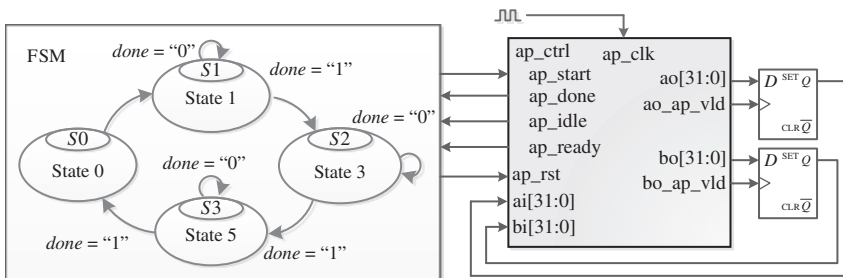 FSM
done = "0"
S1
State 1
done = "1"
S0
State 0
done = "0"
S2
State 3
done = "0"
S3
State 5
done = "1"
done = "1"
ap_ctrl
ap_clk
ap_start
ap_done
ap_idle
ap_ready
ap_rst
ai[31:0]
bi[31:0]
ao[31:0]
ao_ap_vld
bo[31:0]
bo_ap_vld
D SET Q
CLR Q̅
D SET Q
CLR Q̅